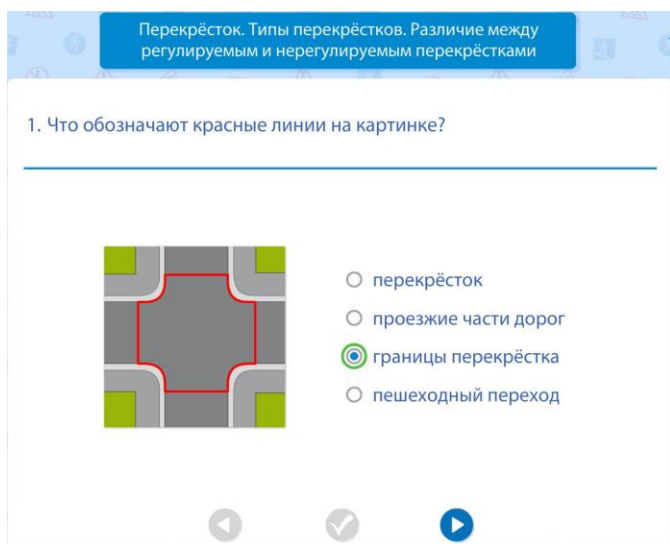 Перекрёсток. Типы перекрёстков. Различие между
регулируемым и нерегулируемым перекрёстками
1. Что обозначают красные линии на картинке?
перекрёсток
проезжие части дорог
границы перекрёстка
пешеходный переход